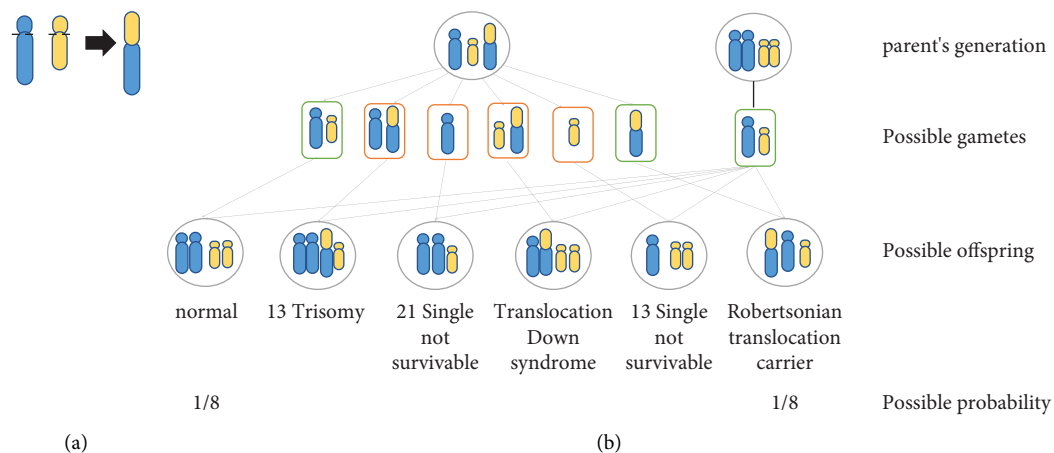 parent's generation
Possible gametes
Possible offspring
normal
13 Trisomy
21 Single
not
survivable
Translocation
Down
syndrome
13 Single
not
survivable
Robertsonian
translocation
carrier
1/8
1/8
Possible probability
(a)
(b)